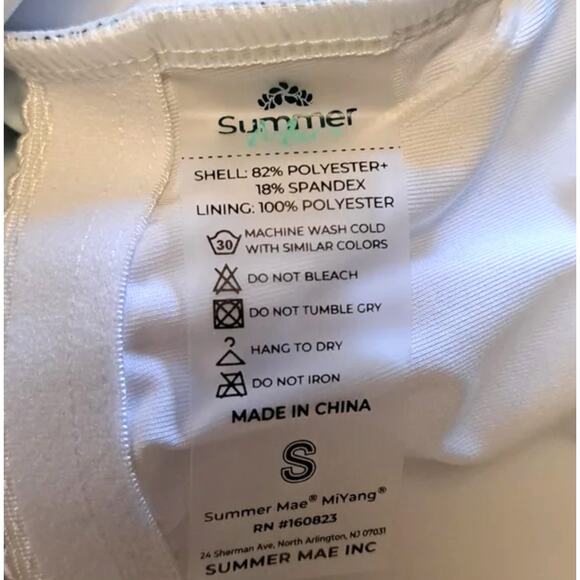 Summer
SHELL: 82% POLYESTER+
18% SPANDEX
LINING: 100% POLYESTER
30 MACHINE WASH COLD
WITH SIMILAR COLORS
DO NOT BLEACH
DO NOT TUMBLE GRY
HANG TO DRY
DO NOT IRON
MADE IN CHINA
S
Summer Mae® MiYang®
RN #160823
24 Sherman Ave, North Arlington, NJ 07031
SUMMER MAE INC